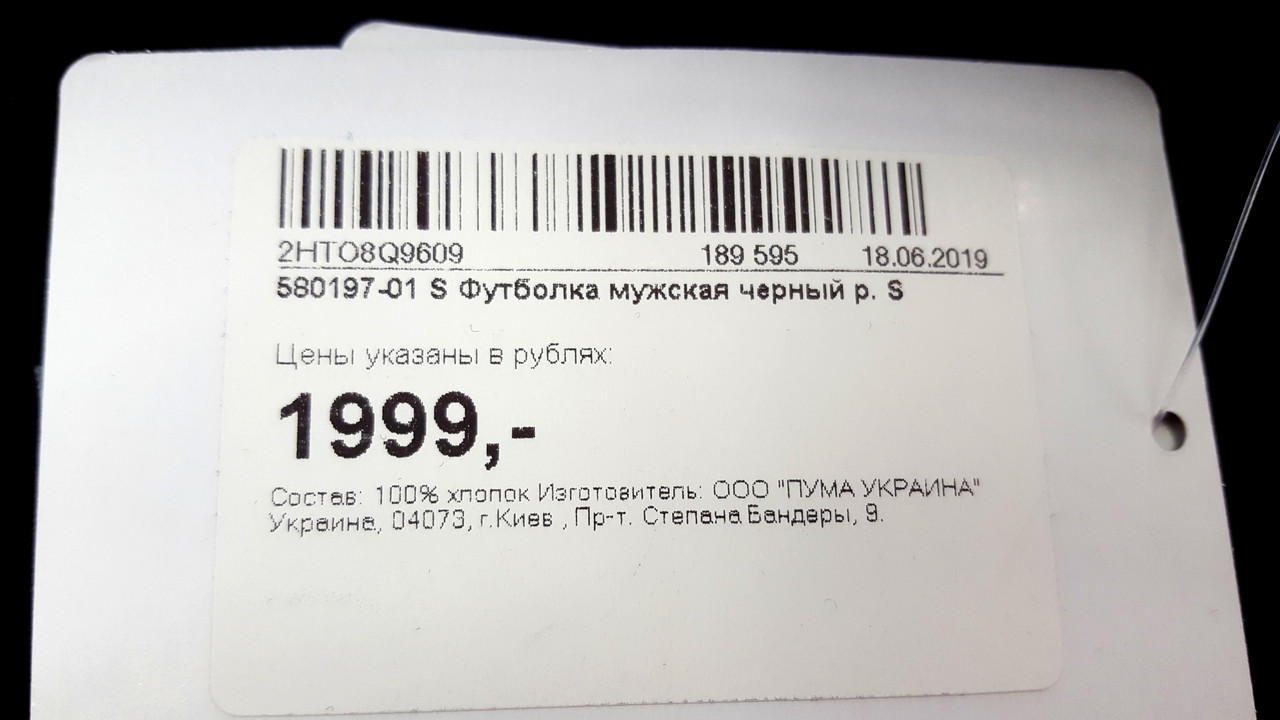 2HTO8Q9609 189 595 18.06.2019
580197-01 S Футболка мужская черный р. S
Цены указаны в рублях:
1999,-
Состав: 100% хлопок Изготовитель: ООО "ПУМА УКРАИНА"
Украина, 04073, г.Киев , Пр-т. Степана Бандеры, 9.